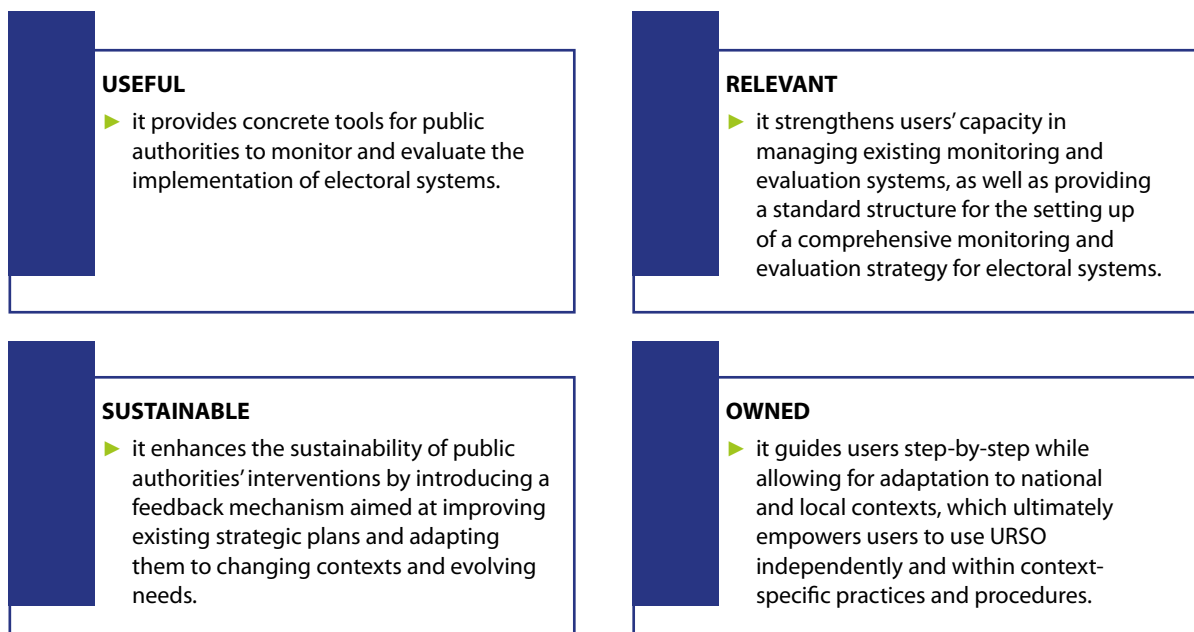 USEFUL
► it provides concrete tools for public
authorities to monitor and evaluate the
implementation of electoral systems.
RELEVANT
► it strengthens users’ capacity in
managing existing monitoring and
evaluation systems, as well as providing
a standard structure for the setting up
of a comprehensive monitoring and
evaluation strategy for electoral systems.
SUSTAINABLE
► it enhances the sustainability of public
authorities’ interventions by introducing a
feedback mechanism aimed at improving
existing strategic plans and adapting
them to changing contexts and evolving
needs.
OWNED
► it guides users step-by-step while
allowing for adaptation to national
and local contexts, which ultimately
empowers users to use URSO
independently and within context-
specific practices and procedures.